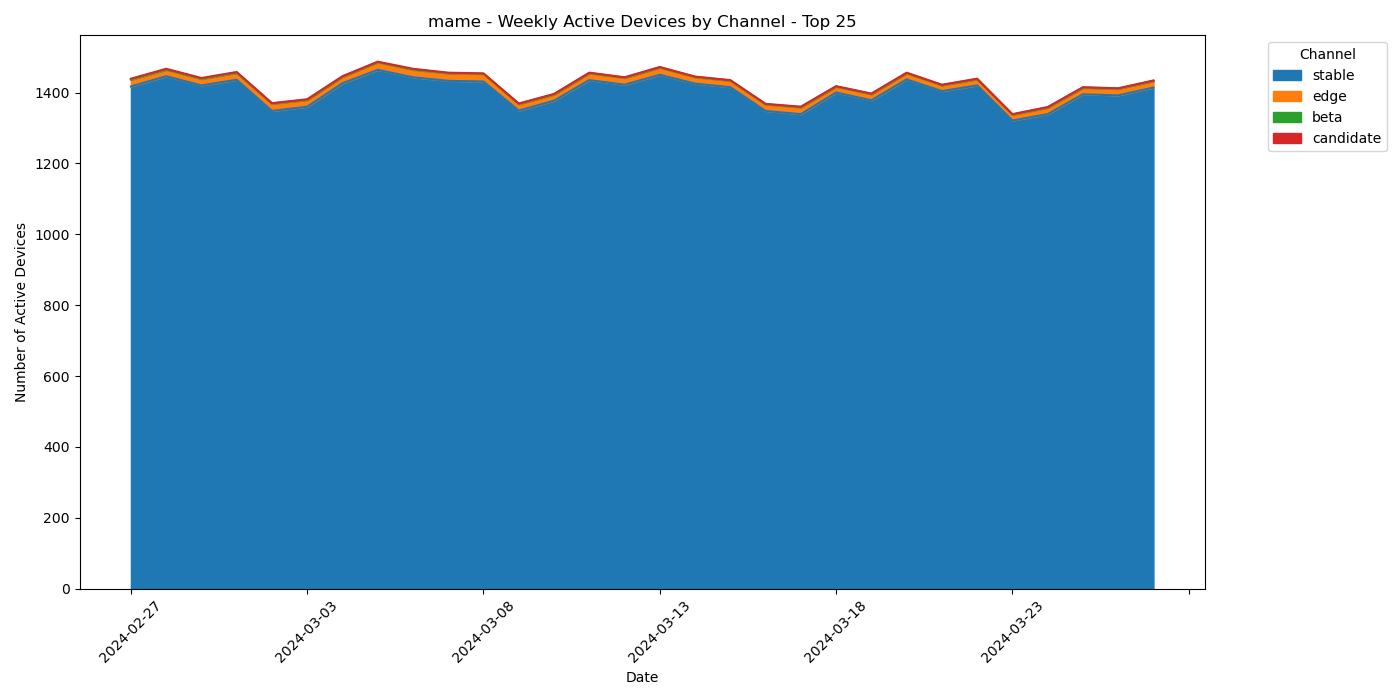 mame - Weekly Active Devices by Channel - Top 25
Channel
stable
edge
beta
candidate
Number of Active Devices
1400
1200
1000
800
600
400
200
0
2024-02-27
2024-03-03
2024-03-08
2024-03-13
2024-03-18
2024-03-23
Date